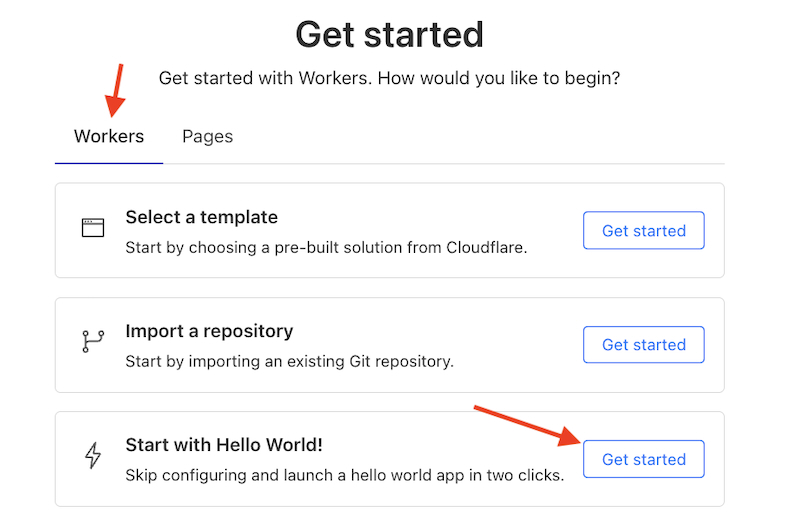 Get started
Get started with Workers. How would you like to begin?
Workers
Pages
Select a template
Start by choosing a pre-built solution from Cloudflare.
Get started
Import a repository
Start by importing an existing Git repository.
Get started
Start with Hello World!
Skip configuring and launch a hello world app in two clicks.
Get started